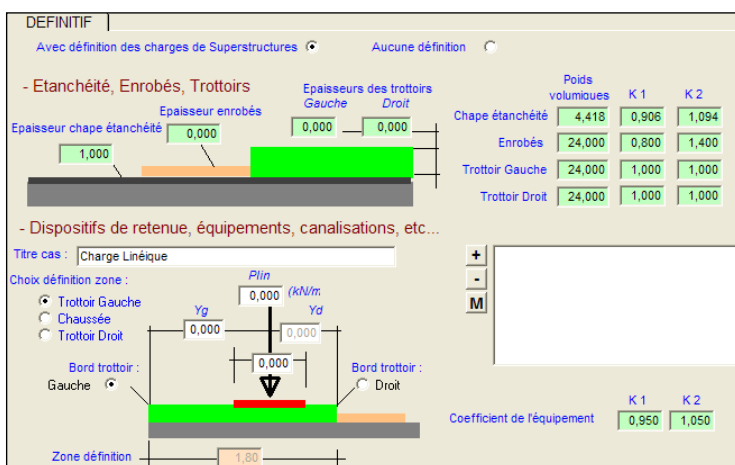 DEFINITIF
Avec définition des charges de Superstructures
Aucune définition
- Etanchéité, Enrobés, Trottoirs
Epaisseurs des trottoirs
Gauche Droit
0,000 0,000
Epaisseur enrobés
0,000
Epaisseur chape étanchéité
1,000
Poids volumiques K 1 K 2
Chape étanchéité 4,418 0,906 1,094
Enrobés 24,000 0,800 1,400
Trottoir Gauche 24,000 1,000 1,000
Trottoir Droit 24,000 1,000 1,000
- Dispositifs de retenue, équipements, canalisations, etc...
Titre cas : Charge Linéique
+
-
M
Choix définition zone :
Trottoir Gauche
Chaussée
Trottoir Droit
Plin
0,000 (kN/m
Yg
0,000
Yd
0,000
0,000
Bord trottoir :
Gauche
Bord trottoir :
Droit
K 1 K 2
Coefficient de l'équipement 0,950 1,050
Zone définition 1,80